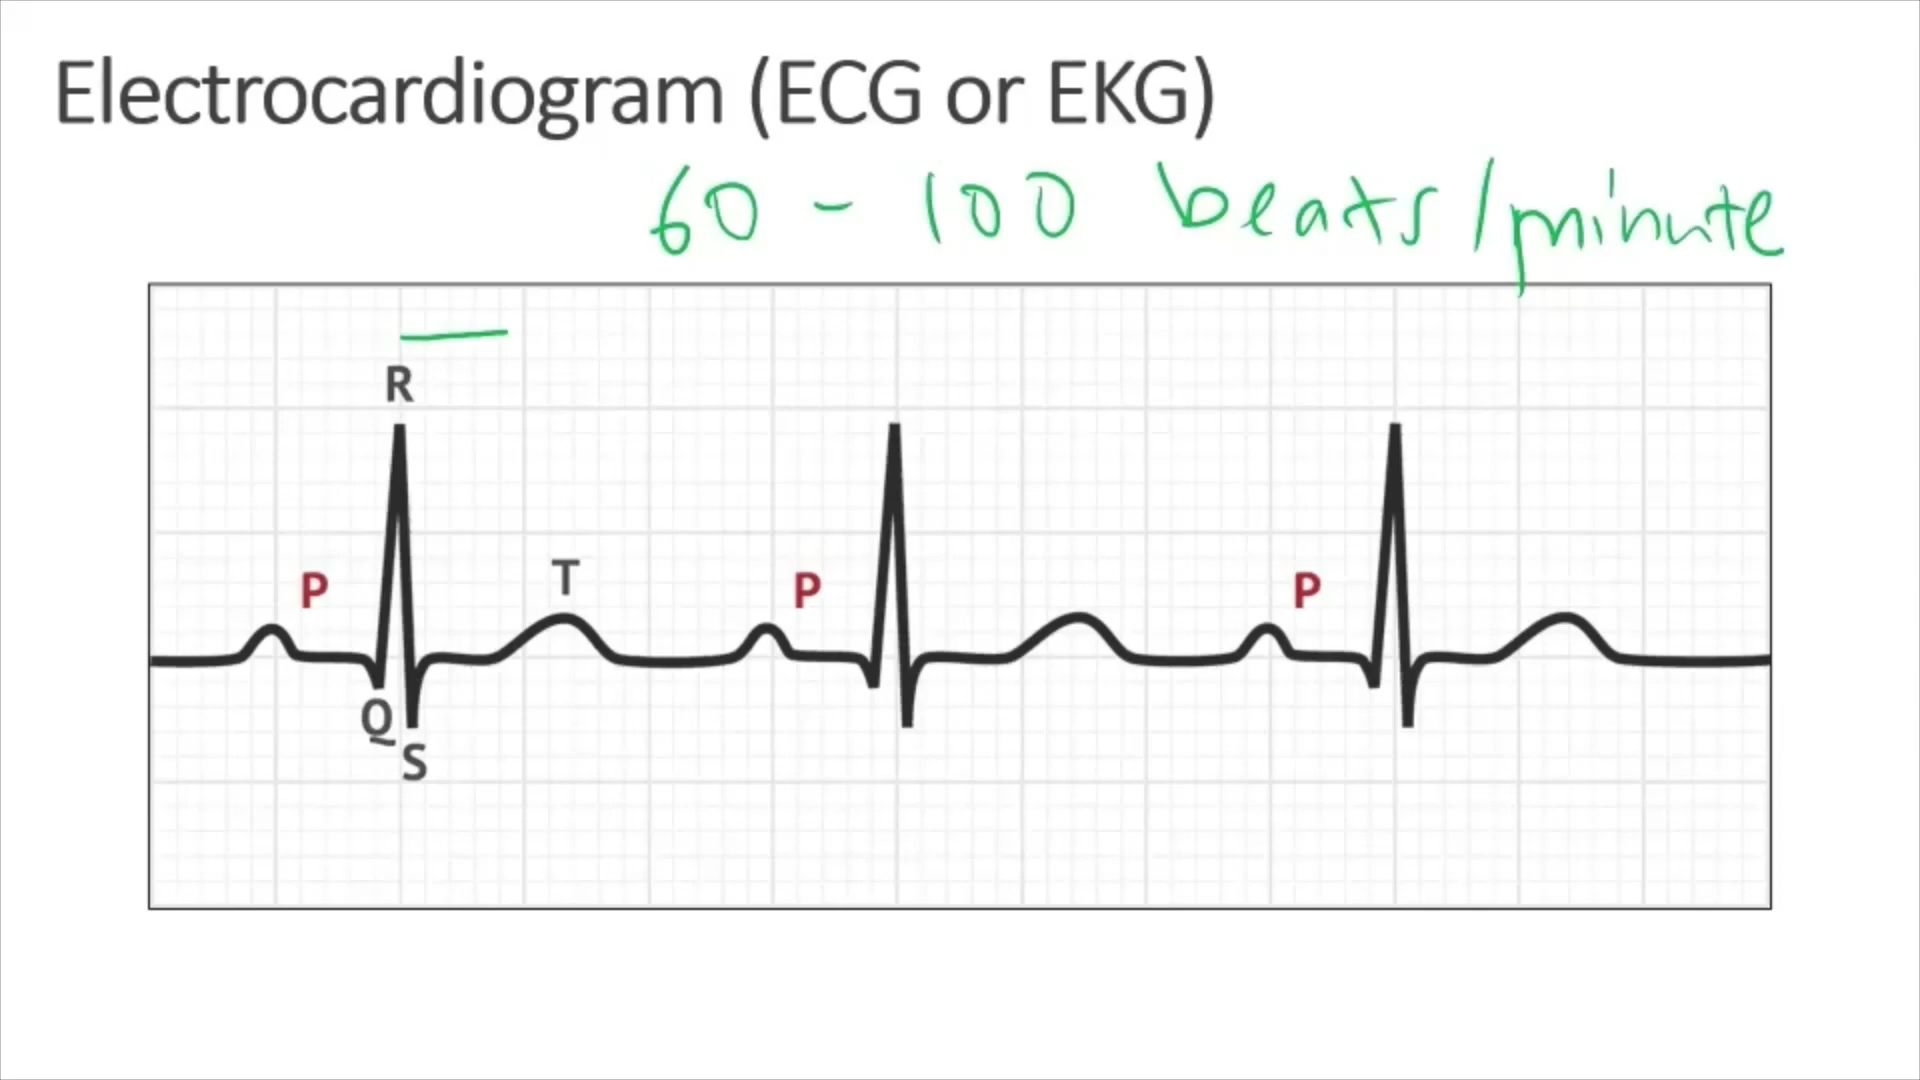 Electrocardiogram (ECG or EKG)
60 - 100 beats/minute
R
P T P P
Q
S